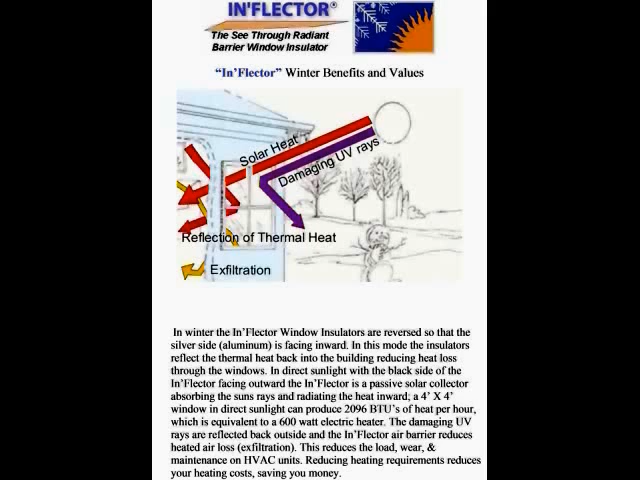 IN'FLECTOR®
The See Through Radiant
Barrier Window Insulator
“In’Flector” Winter Benefits and Values
Solar Heat
Damaging UV rays
Reflection of Thermal Heat
Exfiltration
In winter the In’Flector Window Insulators are reversed so that the
silver side (aluminum) is facing inward. In this mode the insulators
reflect the thermal heat back into the building reducing heat loss
through the windows. In direct sunlight with the black side of the
In’Flector facing outward the In’Flector is a passive solar collector
absorbing the suns rays and radiating the heat inward; a 4’ X 4’
window in direct sunlight can produce 2096 BTU’s of heat per hour,
which is equivalent to a 600 watt electric heater. The damaging UV
rays are reflected back outside and the In’Flector air barrier reduces
heated air loss (exfiltration). This reduces the load, wear, &
maintenance on HVAC units. Reducing heating requirements reduces
your heating costs, saving you money.